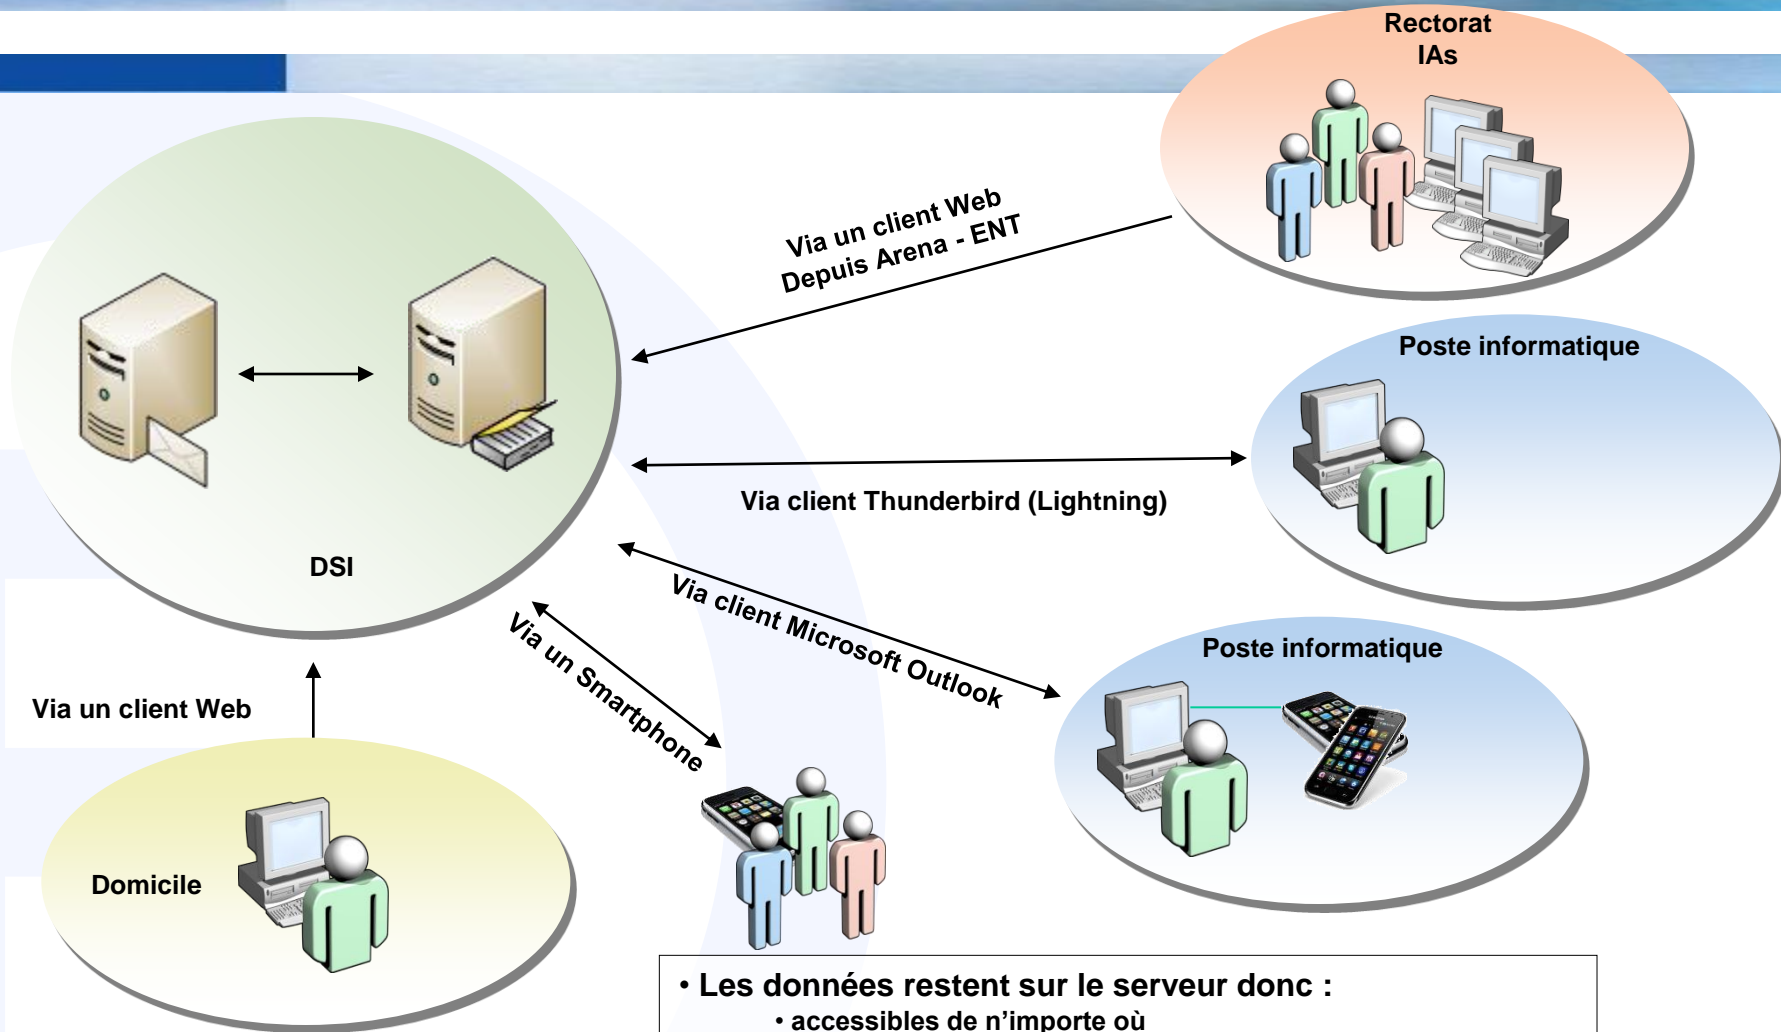 Rectorat
IAs
Via un client Web
Depuis Arena - ENT
Poste informatique
Via client Thunderbird (Lightning)
DSI
Via client Microsoft Outlook
Via un Smartphone
Poste informatique
Via un client Web
Domicile
• Les données restent sur le serveur donc :
• accessibles de n’importe où